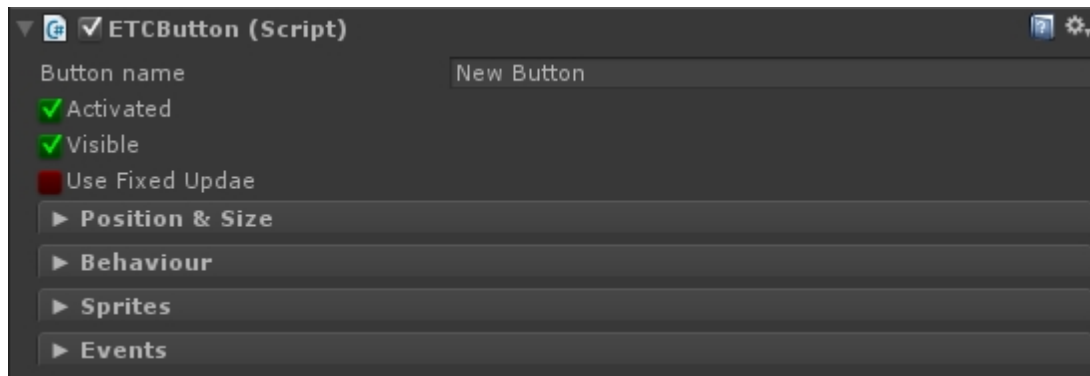 ETCButton (Script)
Button name New Button
Activated
Visible
Use Fixed Updae
Position & Size
Behaviour
Sprites
Events